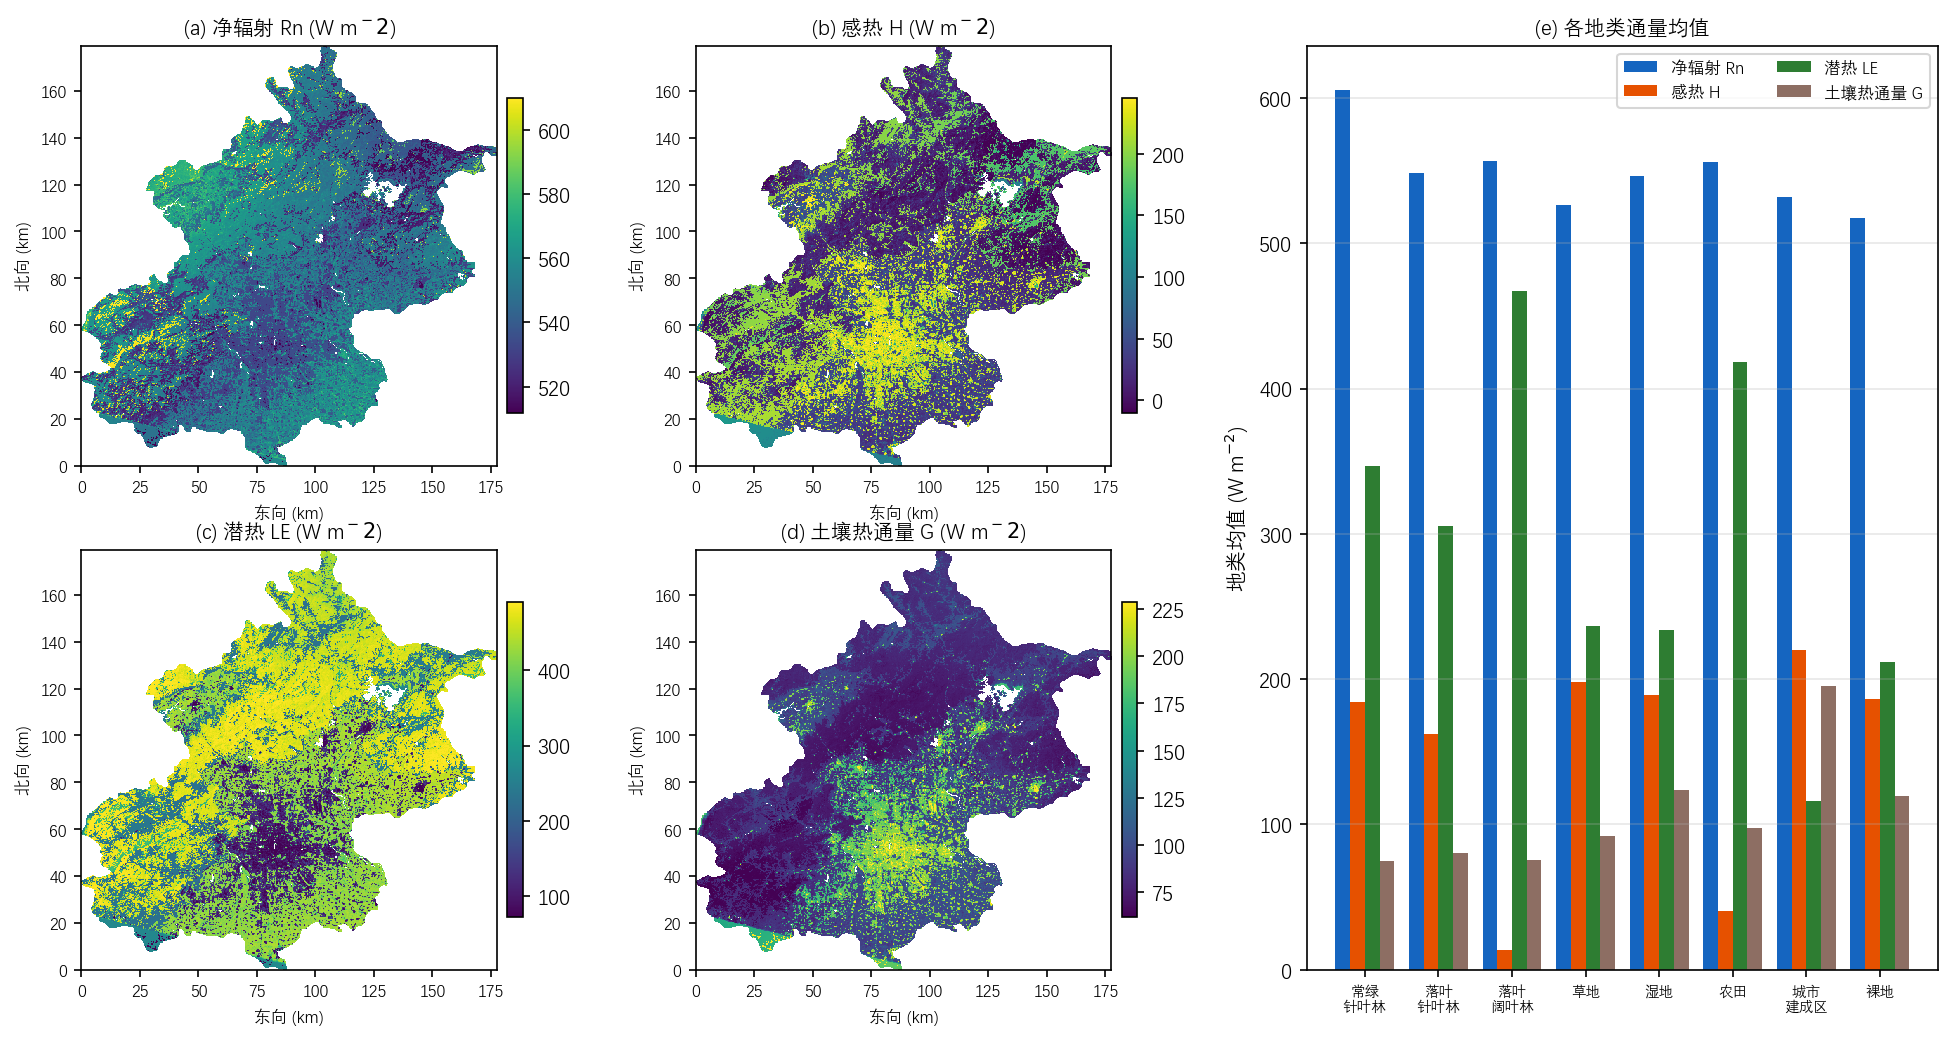 (a) 净辐射 Rn (W m⁻2)
160
140
120
100
80
60
40
20
0
北向 (km)
0 25 50 75 100 125 150 175
东向 (km)
600
580
560
540
520
(b) 感热 H (W m⁻2)
160
140
120
100
80
60
40
20
0
北向 (km)
0 25 50 75 100 125 150 175
东向 (km)
200
150
100
50
0
(c) 潜热 LE (W m⁻2)
160
140
120
100
80
60
40
20
0
北向 (km)
0 25 50 75 100 125 150 175
东向 (km)
400
300
200
100
(d) 土壤热通量 G (W m⁻2)
160
140
120
100
80
60
40
20
0
北向 (km)
0 25 50 75 100 125 150 175
东向 (km)
225
200
175
150
125
100
75
(e) 各地类通量均值
净辐射 Rn
感热 H
潜热 LE
土壤热通量 G
600
500
400
300
200
100
0
地类均值 (W m⁻²)
常绿
针叶林
落叶
针叶林
落叶
阔叶林
草地
湿地
农田
城市
建成区
裸地